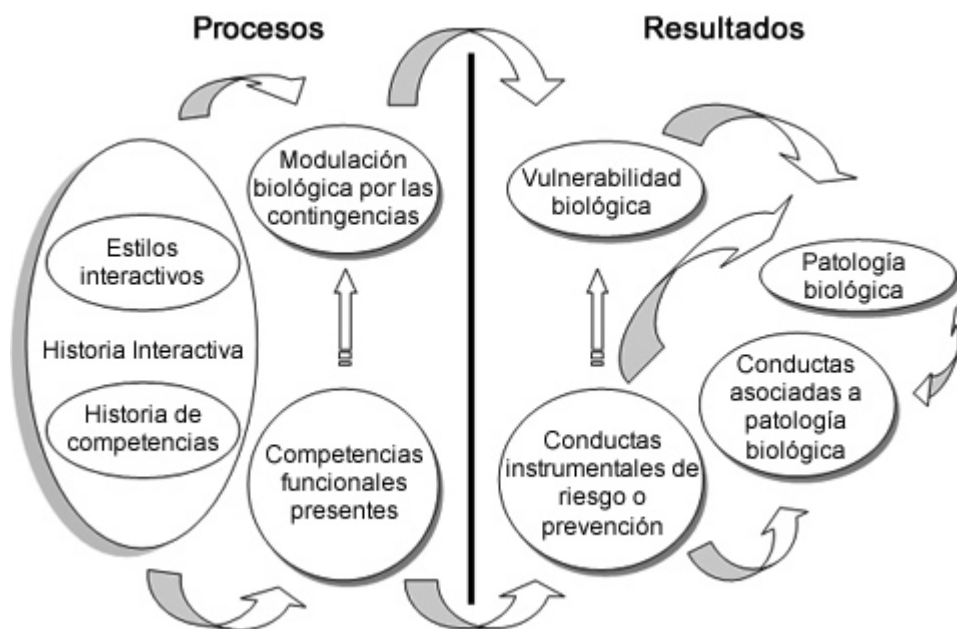 Procesos
Resultados
Modulación
biológica por las
contingencias
Vulnerabilidad
biológica
Estilos
interactivos
Patología
biológica
Historia Interactiva
Conductas
asociadas a
patología
biológica
Historia de
competencias
Competencias
funcionales
presentes
Conductas
instrumentales de
riesgo o
prevención